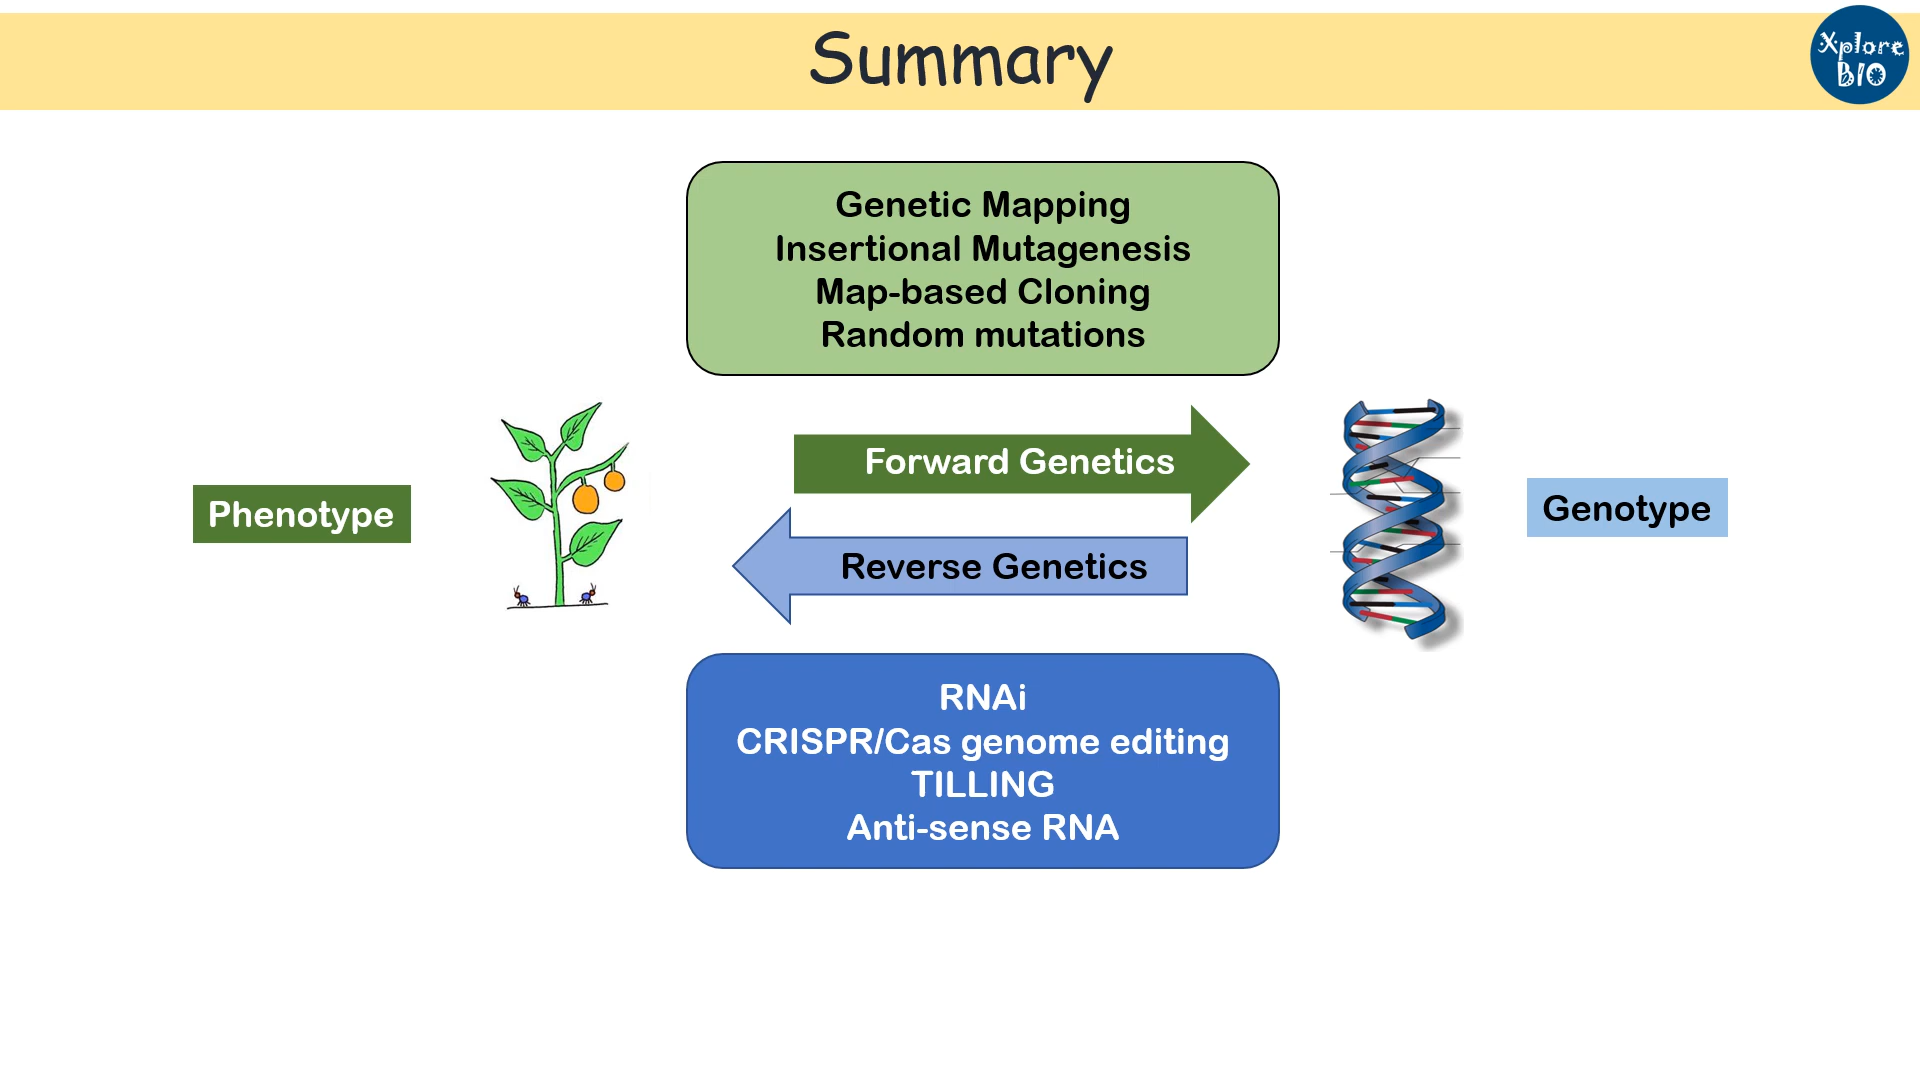 Summary
Xplore
BIO
Genetic Mapping
Insertional Mutagenesis
Map-based Cloning
Random mutations
Forward Genetics
Phenotype
Genotype
Reverse Genetics
RNAi
CRISPR/Cas genome editing
TILLING
Anti-sense RNA